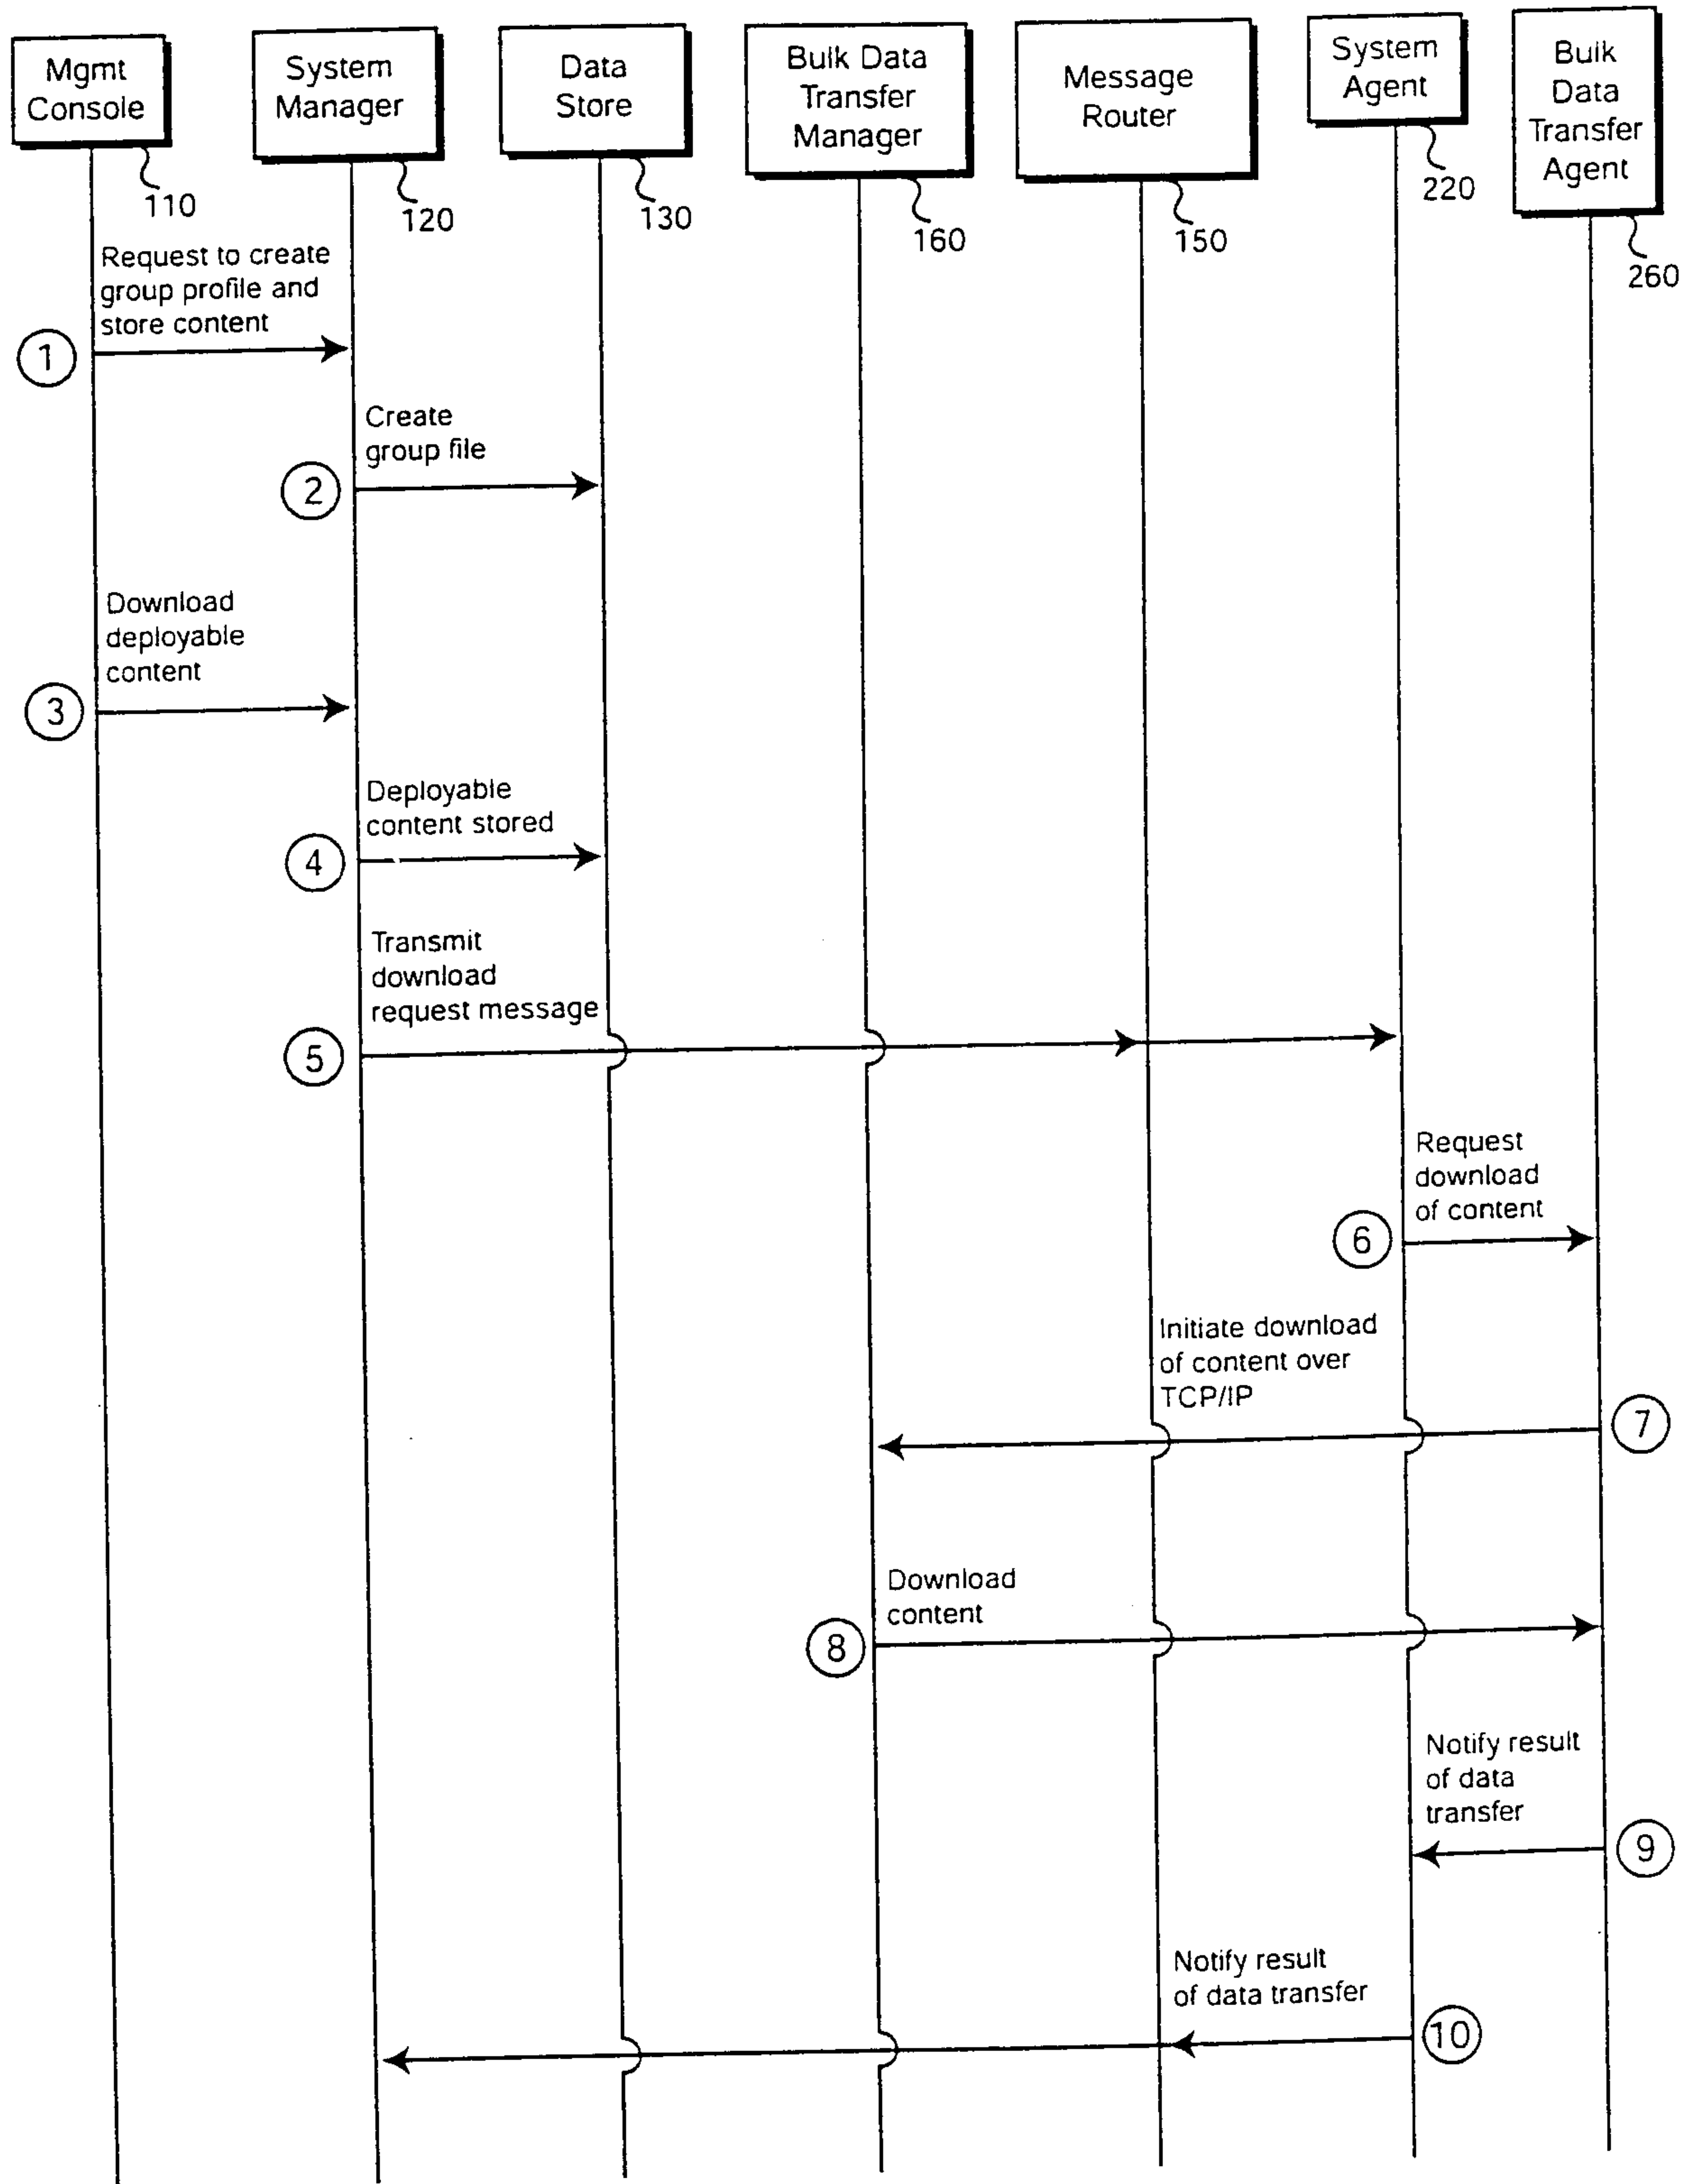 Mgmt
Console
System
Manager
Data
Store
Bulk Data
Transfer
Manager
Message
Router
System
Agent
Bulk
Data
Transfer
Agent
110
120
130
160
150
220
260
Request to create
group profile and
store content
1
Create
group file
2
Download
deployable
content
3
Deployable
content stored
4
Transmit
download
request message
5
Request
download
of content
6
Initiate download
of content over
TCP/IP
7
Download
content
8
Notify result
of data
transfer
9
Notify result
of data transfer
10